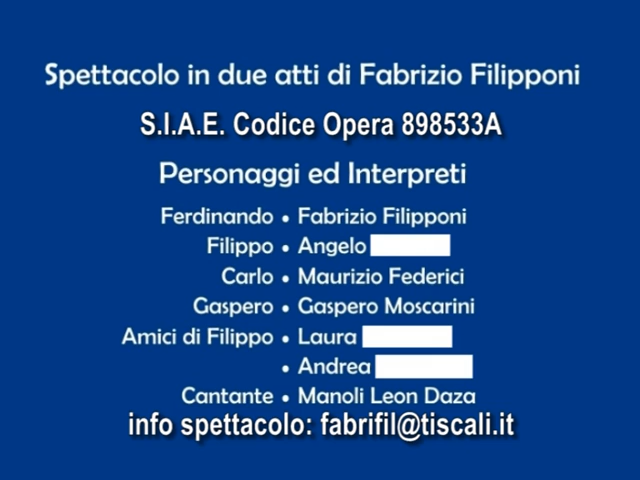 Spettacolo in due atti di Fabrizio Filipponi
S.I.A.E. Codice Opera 898533A
Personaggi ed Interpreti
Ferdinando • Fabrizio Filipponi
Filippo • Angelo
Carlo • Maurizio Federici
Gaspero • Gaspero Moscarini
Amici di Filippo • Laura
• Andrea
Cantante • Manoli Leon Daza
info spettacolo: fabrifil@tiscali.it